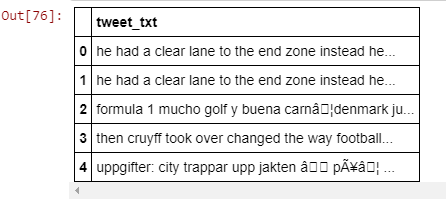 Out[76]:
tweet_txt
0 he had a clear lane to the end zone instead he...
1 he had a clear lane to the end zone instead he...
2 formula 1 mucho golf y buena carnâ□¦denmark ju...
3 then cruyff took over changed the way football...
4 uppgifter: city trappar upp jakten â□□ pÃ¥â□¦ ...